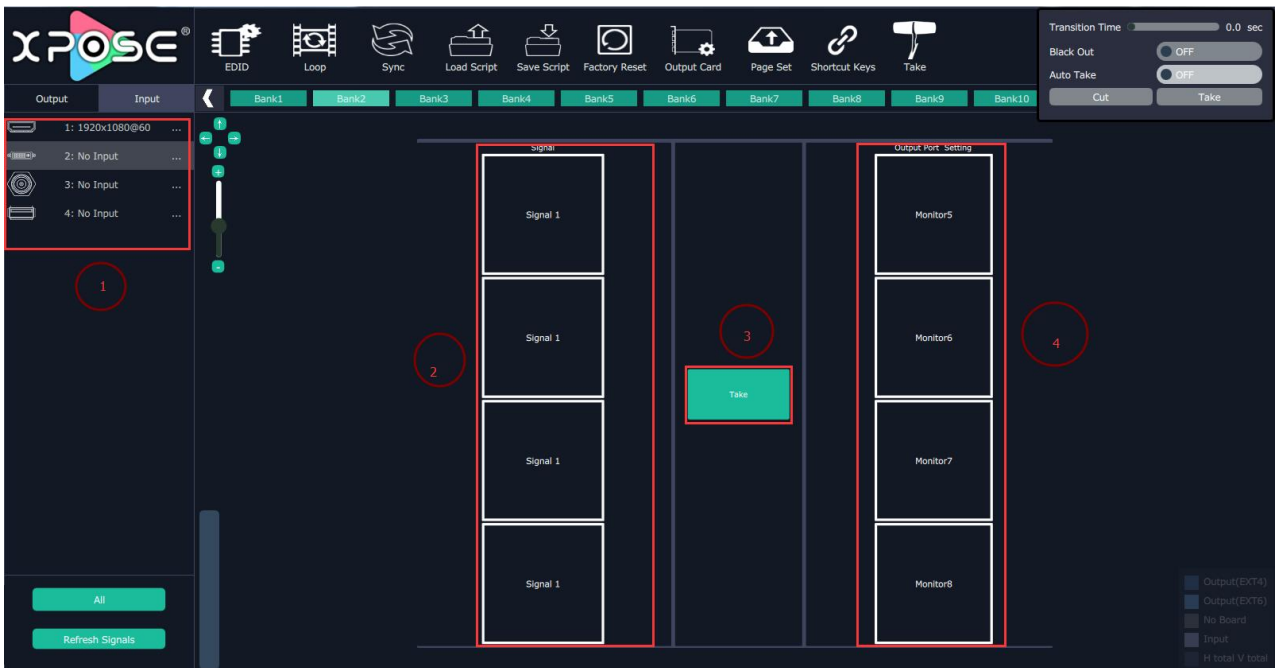 XPOSE®
EDID
Loop
Sync
Load Script
Save Script
Factory Reset
Output Card
Page Set
Shortcut Keys
Take
Transition Time 0.0 sec
Black Out OFF
Auto Take OFF
Cut Take
Output Input
Bank1 Bank2 Bank3 Bank4 Bank5 Bank6 Bank7 Bank8 Bank9 Bank10
1: 1920x1080@60 ...
2: No Input ...
3: No Input ...
4: No Input ...
1
Signal
Signal 1
Signal 1
Signal 1
Signal 1
2
3
Take
Output Port Setting
Monitor5
Monitor6
Monitor7
Monitor8
4
All
Refresh Signals
Output(EXT4)
Output(EXT6)
No Board
Input
H total V total